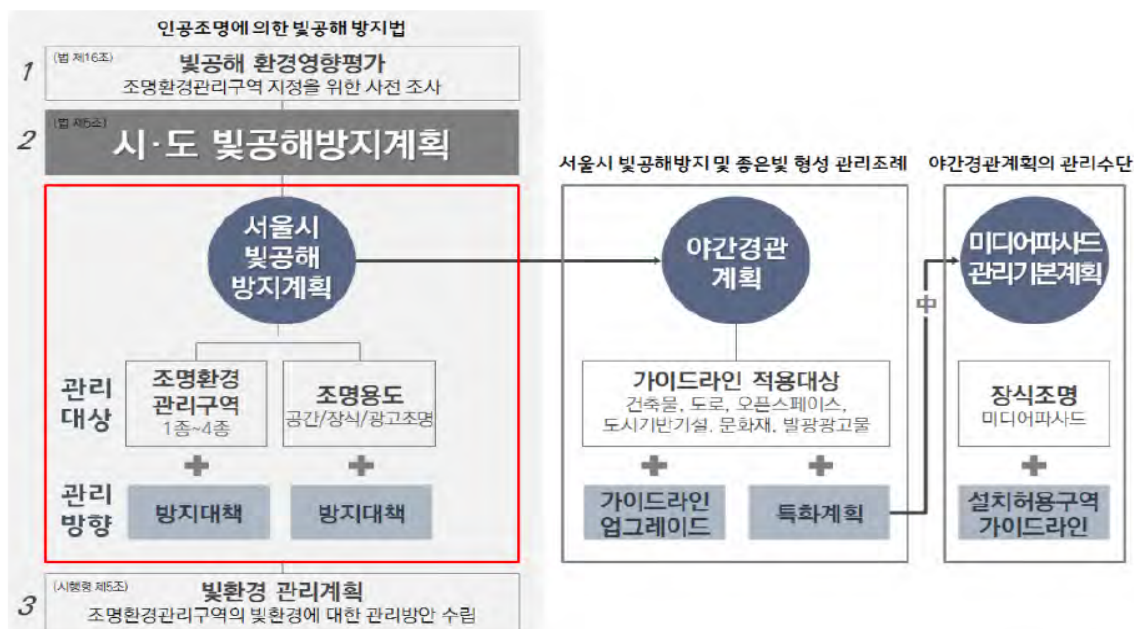 인공조명에 의한 빛공해 방지법
1
(법 제16조)
빛공해 환경영향평가
조명환경관리구역 지정을 위한 사전 조사
2
(법 제5조)
시·도 빛공해방지계획
서울시
빛공해
방지계획
관리
대상
조명환경
관리구역
1종~4종
조명용도
공간/장식/광고조명
+
+
관리
방향
방지대책
방지대책
3
(시행령 제5조)
빛환경 관리계획
조명환경관리구역의 빛환경에 대한 관리방안 수립
서울시 빛공해방지 및 좋은빛 형성 관리조례
야간경관
계획
가이드라인 적용대상
건축물, 도로, 오픈스페이스,
도시기반기설, 문화재, 발광광고물
+
+
가이드라인
업그레이드
특화계획
中
야간경관계획의 관리수단
미디어파사드
관리기본계획
장식조명
미디어파사드
+
설치허용구역
가이드라인